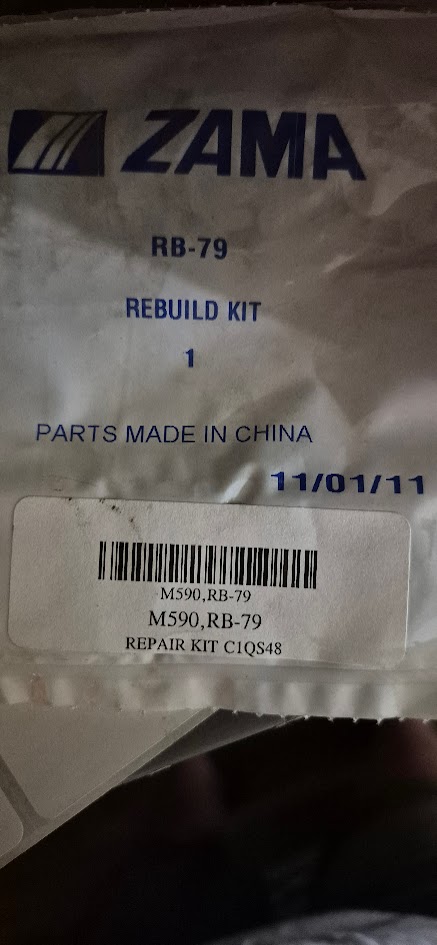 ZAMA
RB-79
REBUILD KIT
1
PARTS MADE IN CHINA
11/01/11
M590,RB-79
M590,RB-79
REPAIR KIT C1QS48